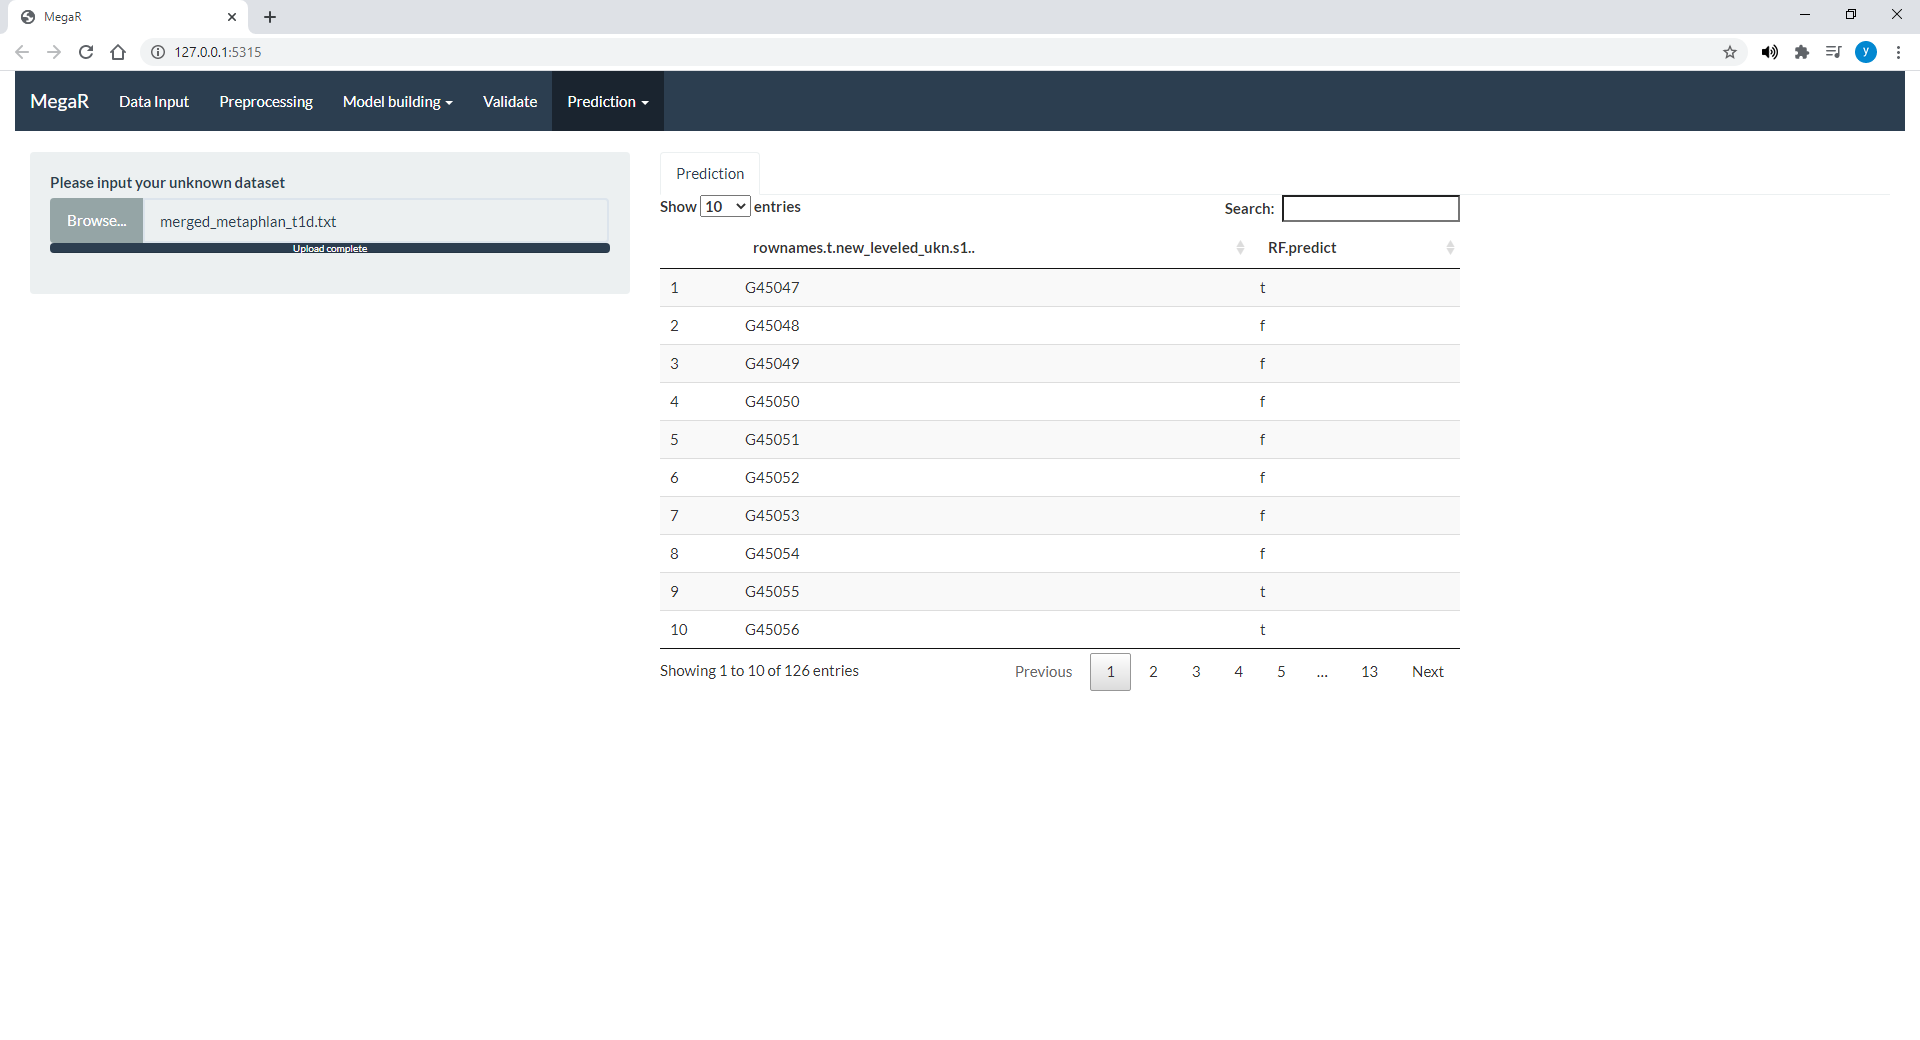 MegaR
127.0.0.1:5315
y
MegaR Data Input Preprocessing Model building Validate Prediction
Please input your unknown dataset
Browse... merged_metaphlan_t1d.txt
Upload complete
Prediction
Show 10 entries Search:
rownames.t.new_leveled_ukn.s1.. RF.predict
1 G45047 t
2 G45048 f
3 G45049 f
4 G45050 f
5 G45051 f
6 G45052 f
7 G45053 f
8 G45054 f
9 G45055 t
10 G45056 t
Showing 1 to 10 of 126 entries Previous 1 2 3 4 5 ... 13 Next